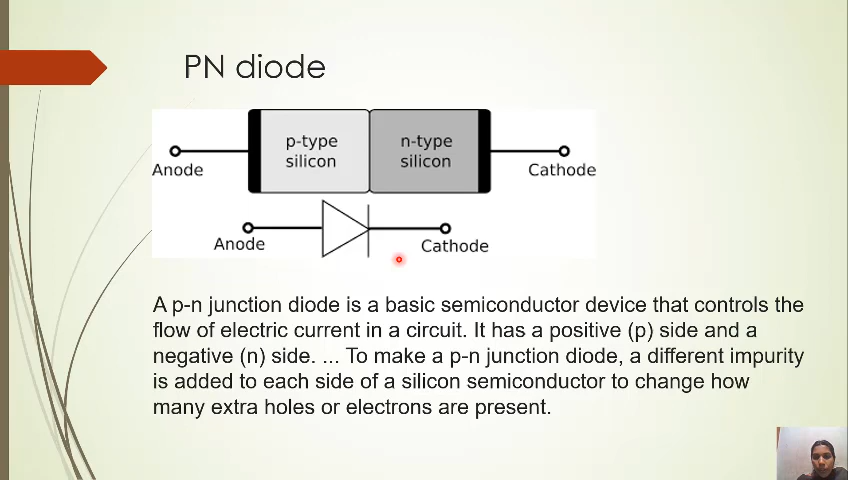 PN diode
p-type
silicon
n-type
silicon
Anode
Cathode
Anode
Cathode
A p-n junction diode is a basic semiconductor device that controls the
flow of electric current in a circuit. It has a positive (p) side and a
negative (n) side. ... To make a p-n junction diode, a different impurity
is added to each side of a silicon semiconductor to change how
many extra holes or electrons are present.